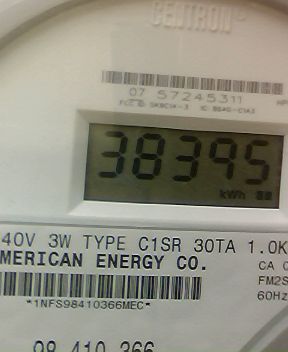 CENTRON
07 57245311
38395
kWh
40V 3W TYPE C1SR 30TA 1.0K
MERICAN ENERGY CO.
CA 0
FM2S
60Hz
*1NFS98410366MEC*
98 410 366